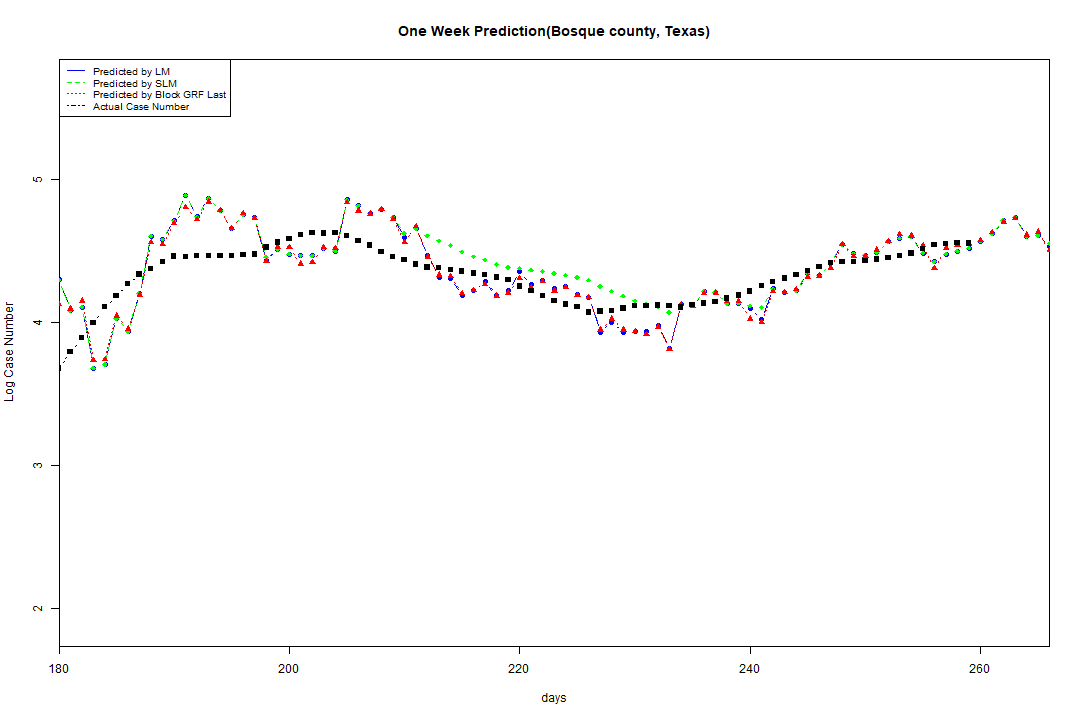 One Week Prediction(Bosque county, Texas)
Predicted by LM
Predicted by SLM
Predicted by Block GRF Last
Actual Case Number
5
4
3
2
Log Case Number
180 200 220 240 260
days